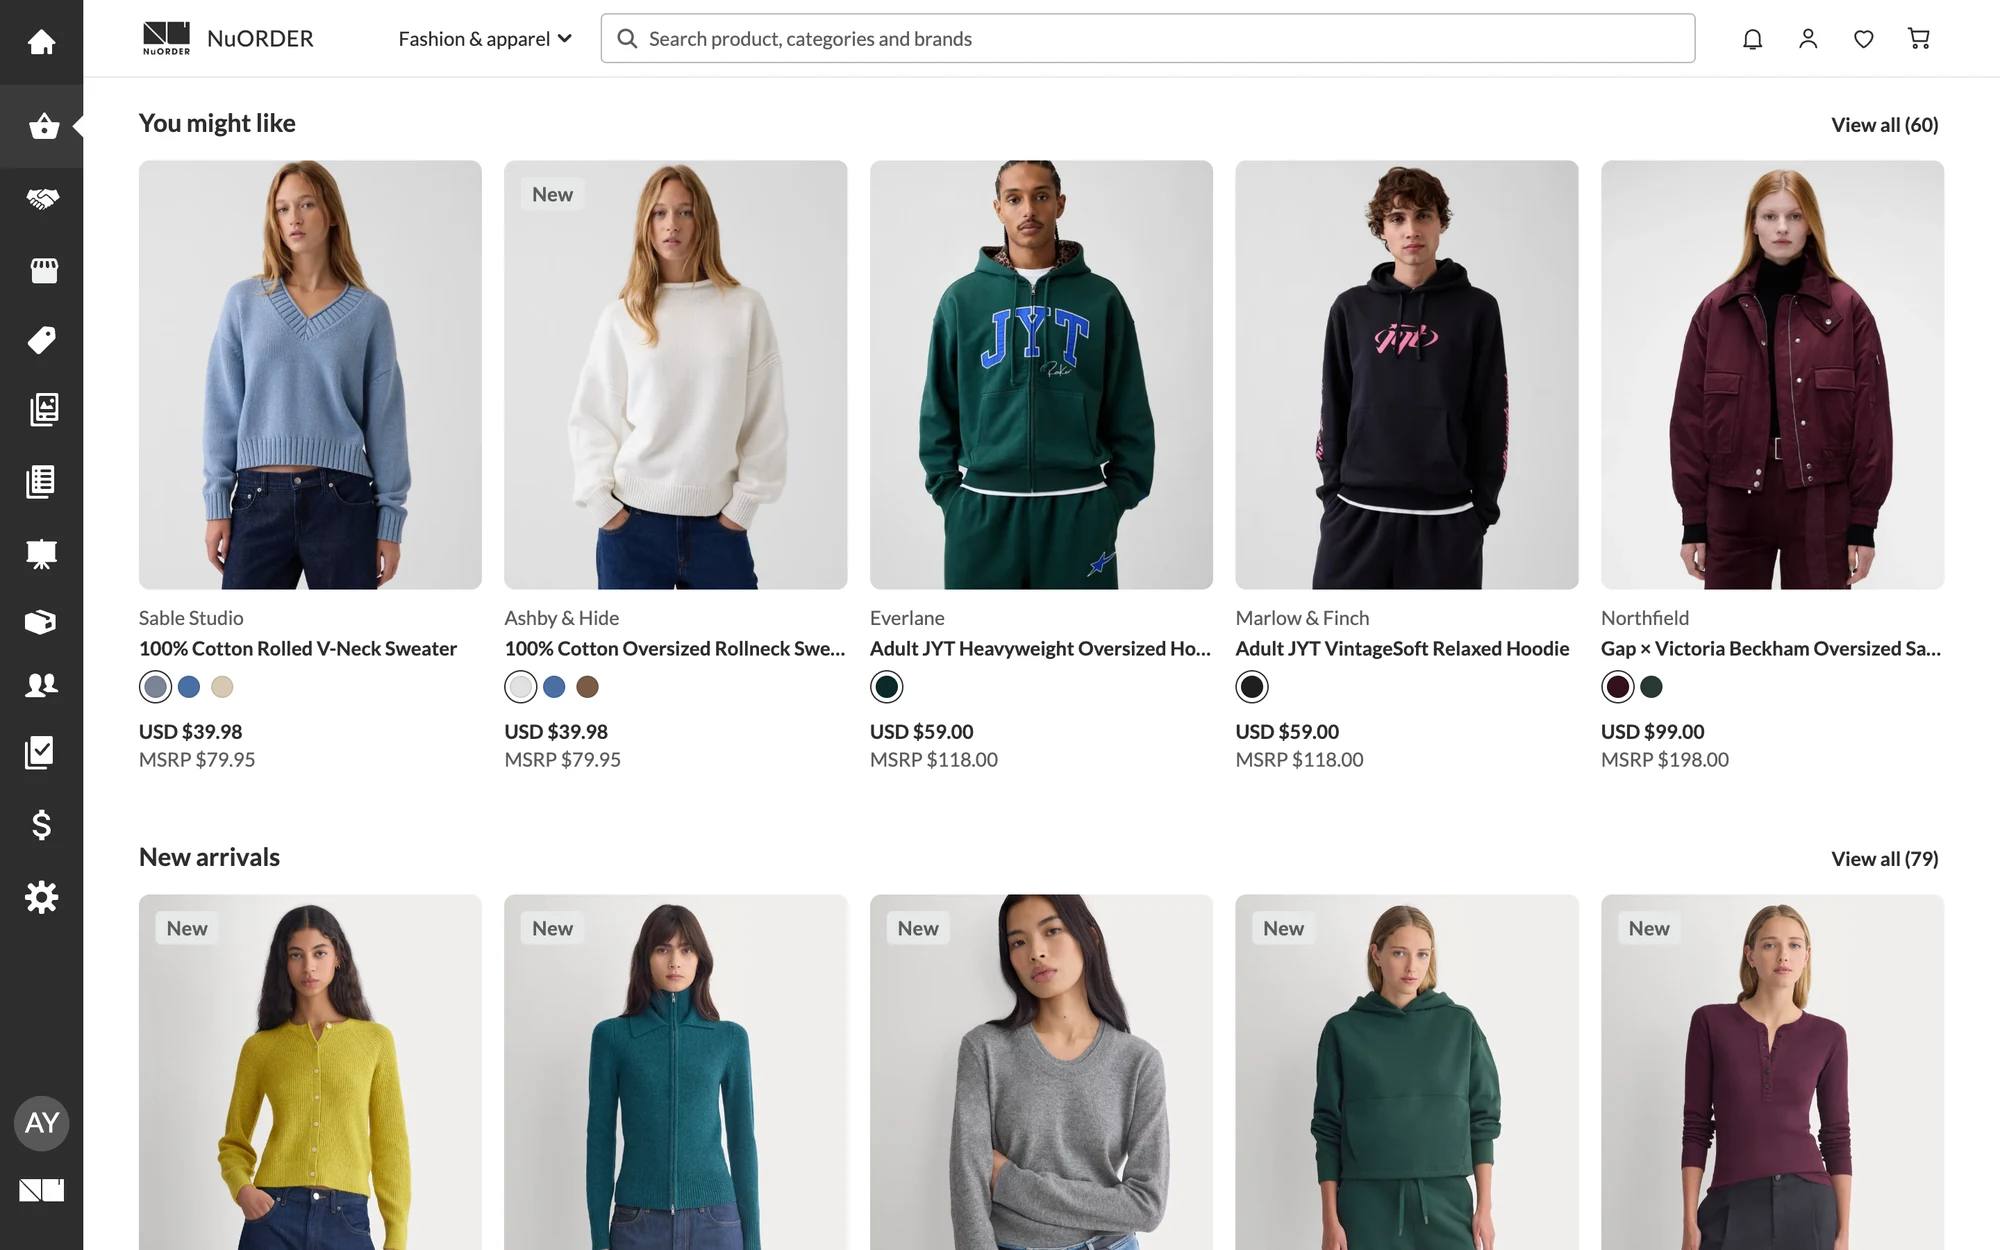 NuORDER
NuORDER
Fashion & apparel
Search product, categories and brands
You might like
View all (60)
New
JYT
jyt
Sable Studio
100% Cotton Rolled V-Neck Sweater
USD $39.98
MSRP $79.95
Ashby & Hide
100% Cotton Oversized Rollneck Swe...
USD $39.98
MSRP $79.95
Everlane
Adult JYT Heavyweight Oversized Ho...
USD $59.00
MSRP $118.00
Marlow & Finch
Adult JYT VintageSoft Relaxed Hoodie
USD $59.00
MSRP $118.00
Northfield
Gap × Victoria Beckham Oversized Sa...
USD $99.00
MSRP $198.00
New arrivals
View all (79)
New
New
New
New
New
AY